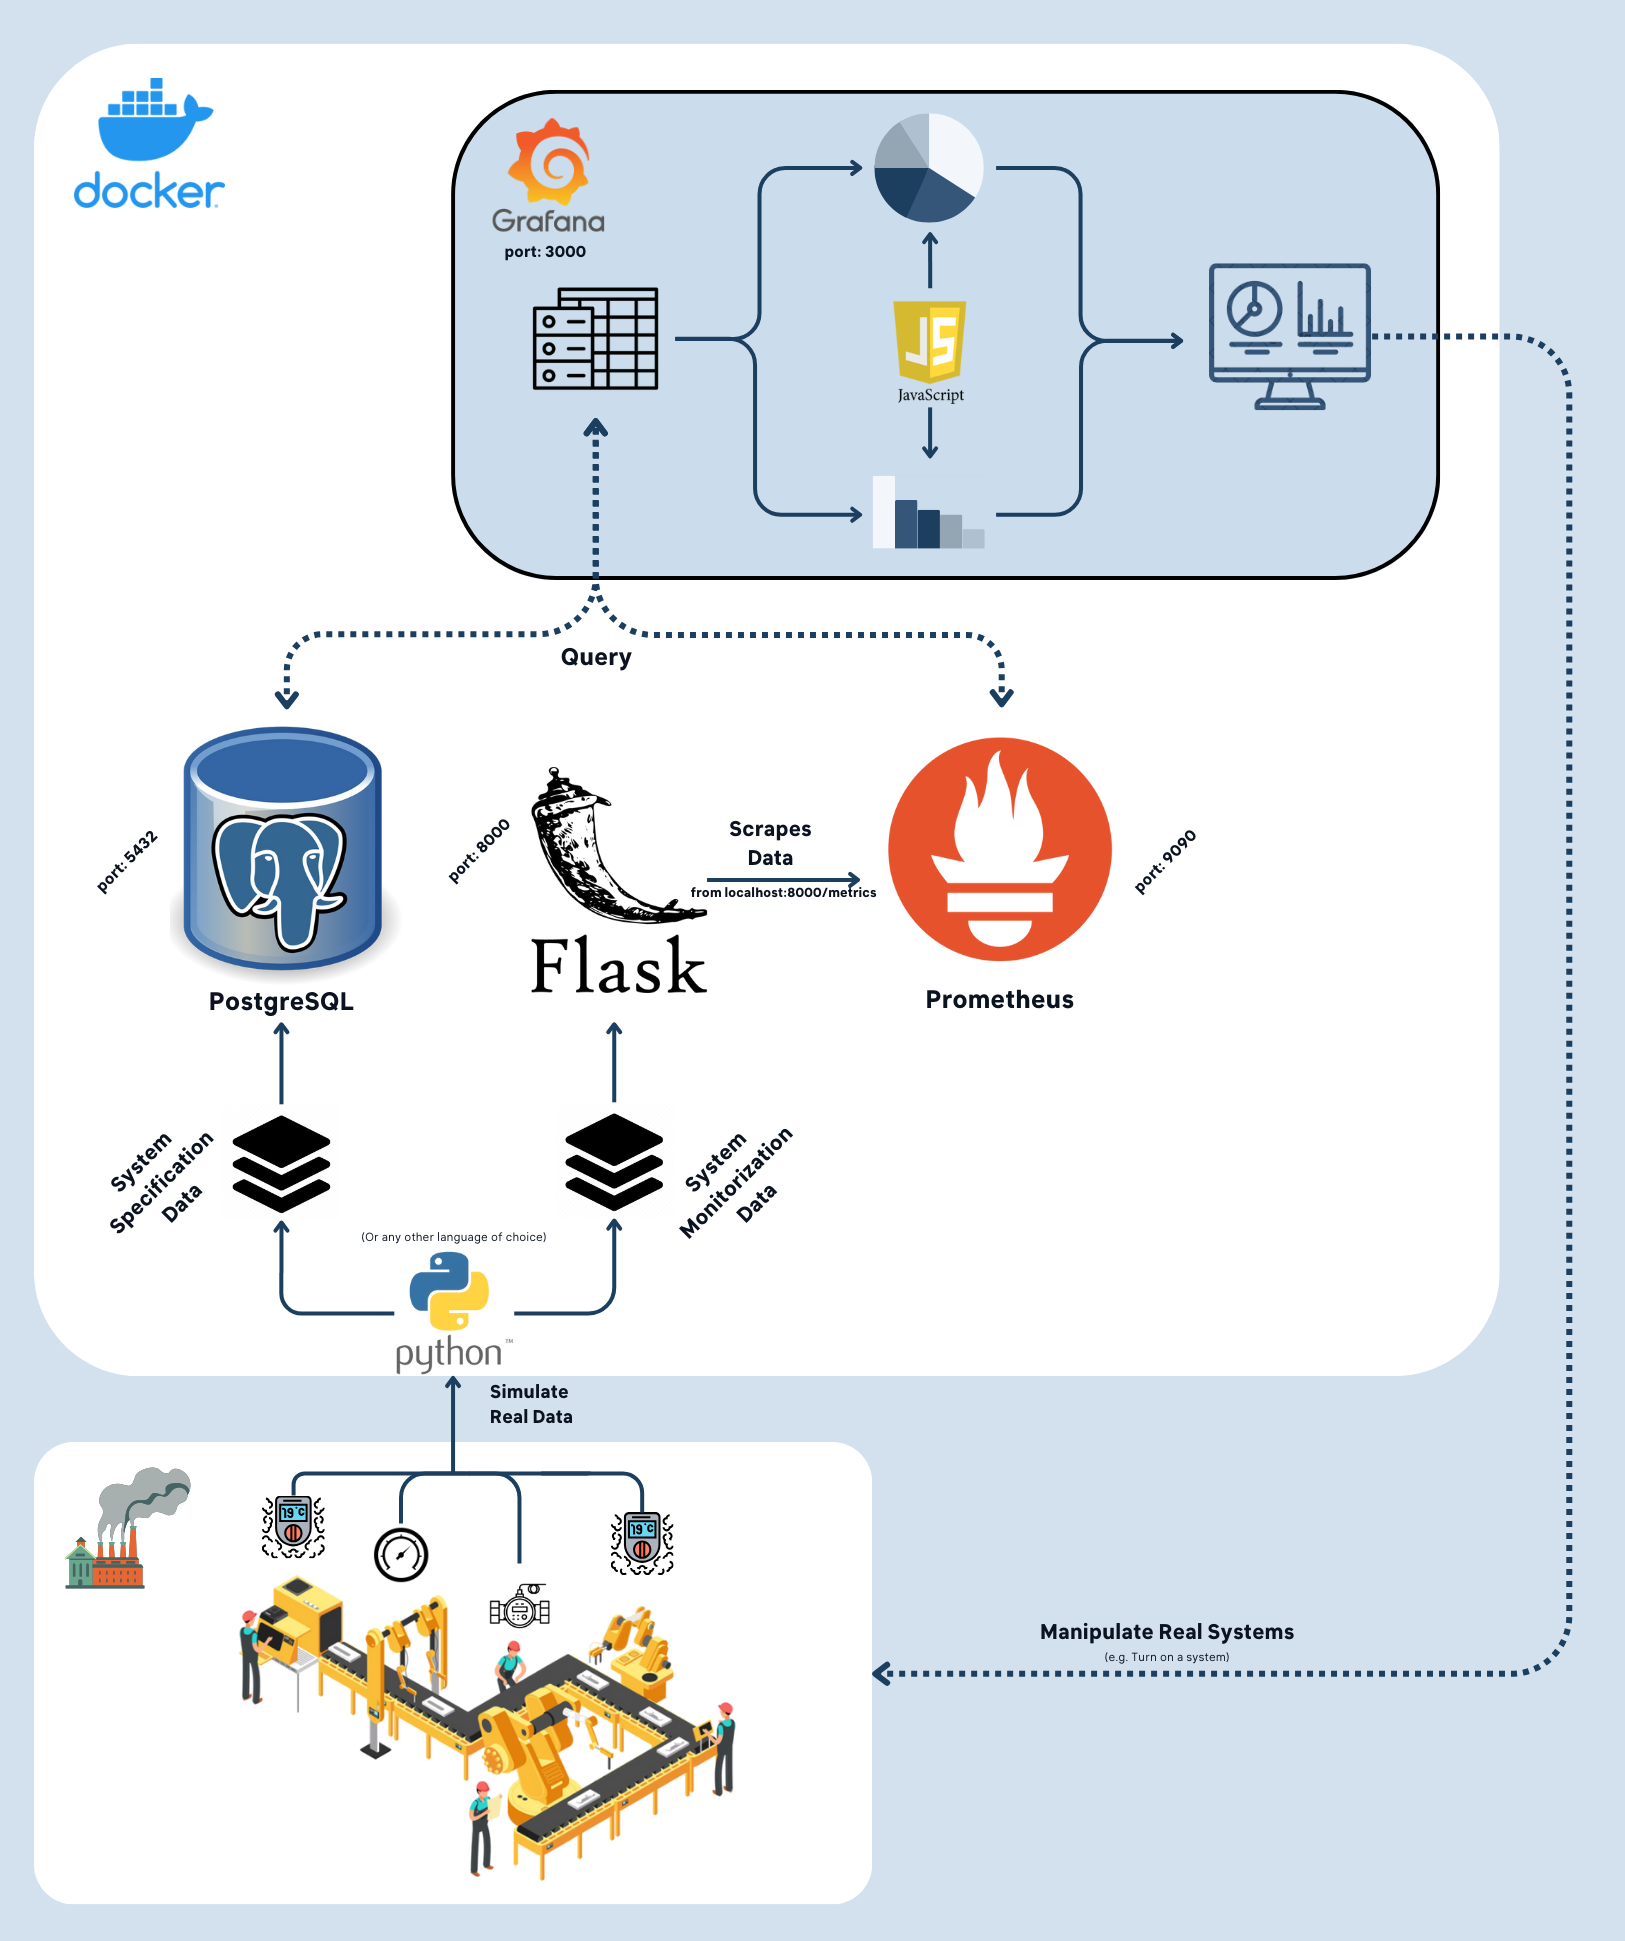 docker
Grafana
port: 3000
JS
JavaScript
Query
port: 5432
port: 8000
Scrapes
Data
from localhost:8000/metrics
port: 9090
Flask
PostgreSQL
Prometheus
System
Specification
Data
System
Monitorization
Data
(Or any other language of choice)
python™
Simulate
Real Data
19°C
19°C
Manipulate Real Systems
(e.g. Turn on a system)